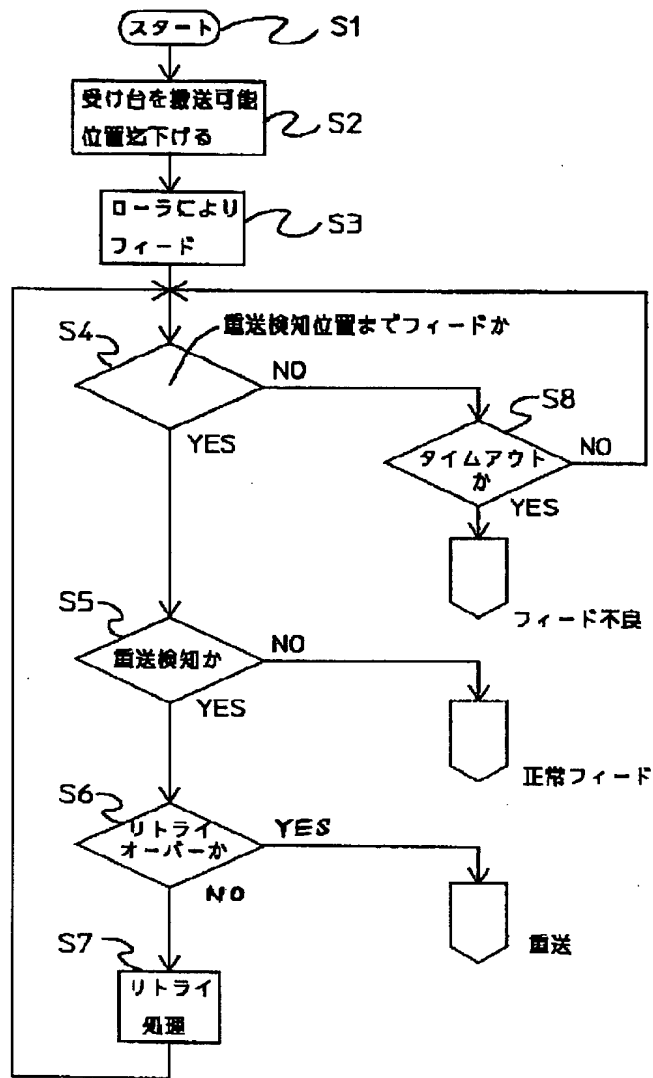 スタート
S1
受け台を搬送可能
位置迄下げる
S2
ローラにより
フィード
S3
重送検知位置までフィードか
S4
NO
YES
S8
タイムアウト
か
NO
YES
フィード不良
S5
重送検知か
NO
YES
正常フィード
S6
リトライ
オーバーか
YES
NO
重送
S7
リトライ
処理